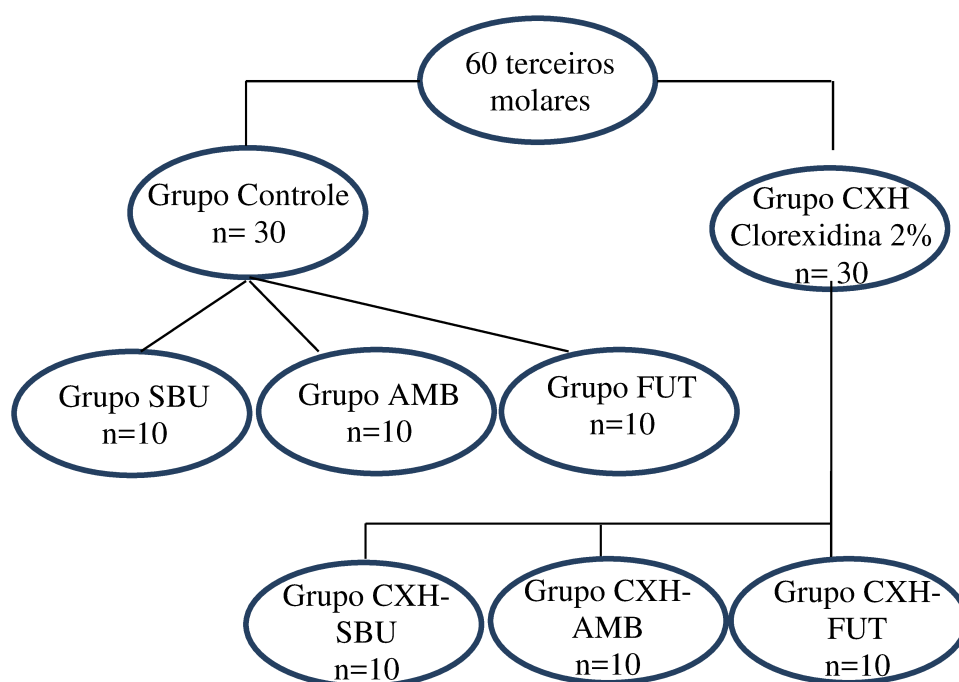 60 terceiros
molares
Grupo Controle
n= 30
Grupo CXH
Clorexidina 2%
n= 30
Grupo SBU
n=10
Grupo AMB
n=10
Grupo FUT
n=10
Grupo CXH-
SBU
n=10
Grupo CXH-
AMB
n=10
Grupo CXH-
FUT
n=10